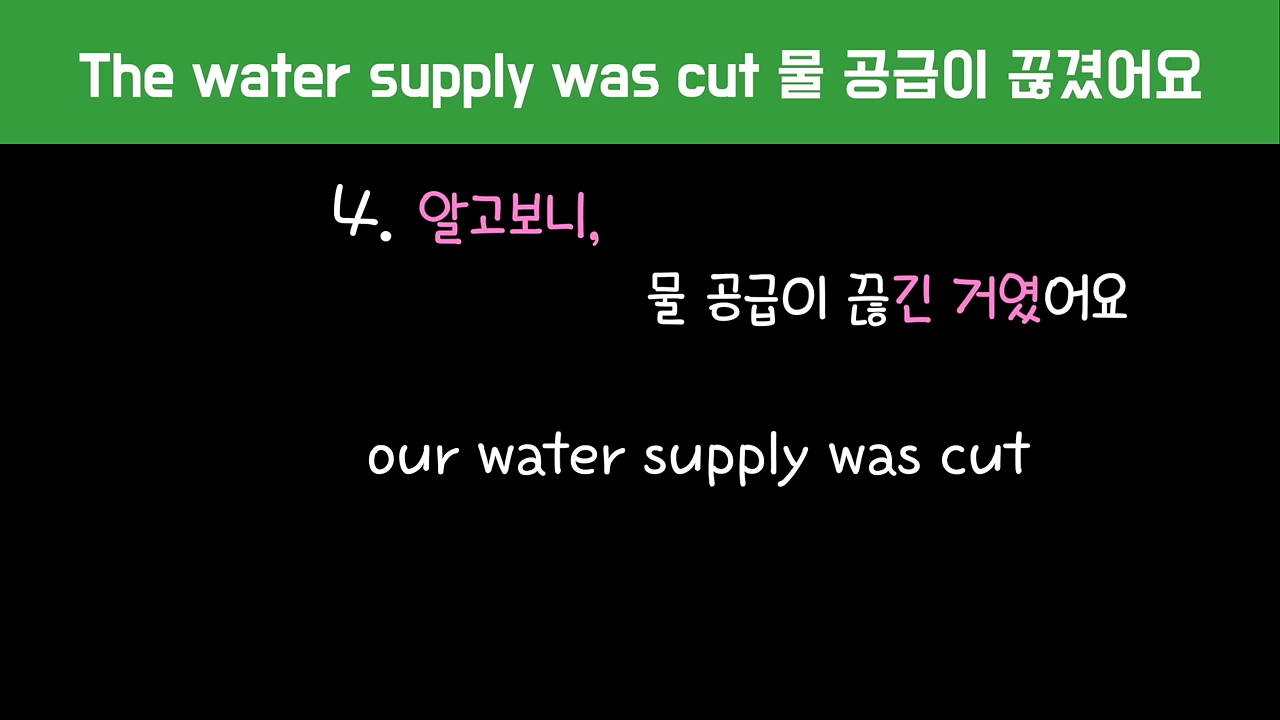 The water supply was cut 물 공급이 끊겼어요
4. 알고보니,
물 공급이 끊긴 거였어요
our water supply was cut